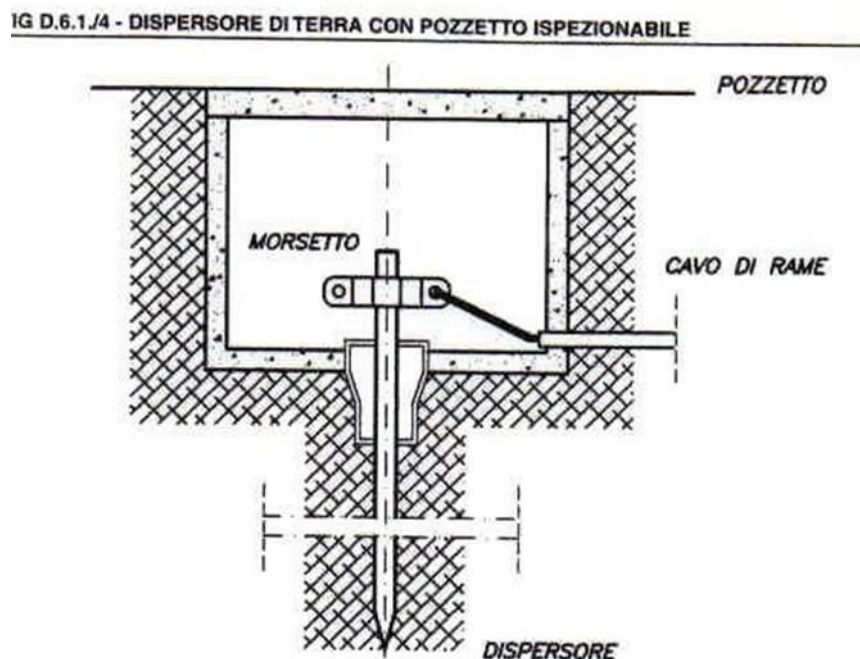 IG D.6.1./4 - DISPERSORE DI TERRA CON POZZETTO ISPEZIONABILE
POZZETTO
MORSETTO
CAVO DI RAME
DISPERSORE